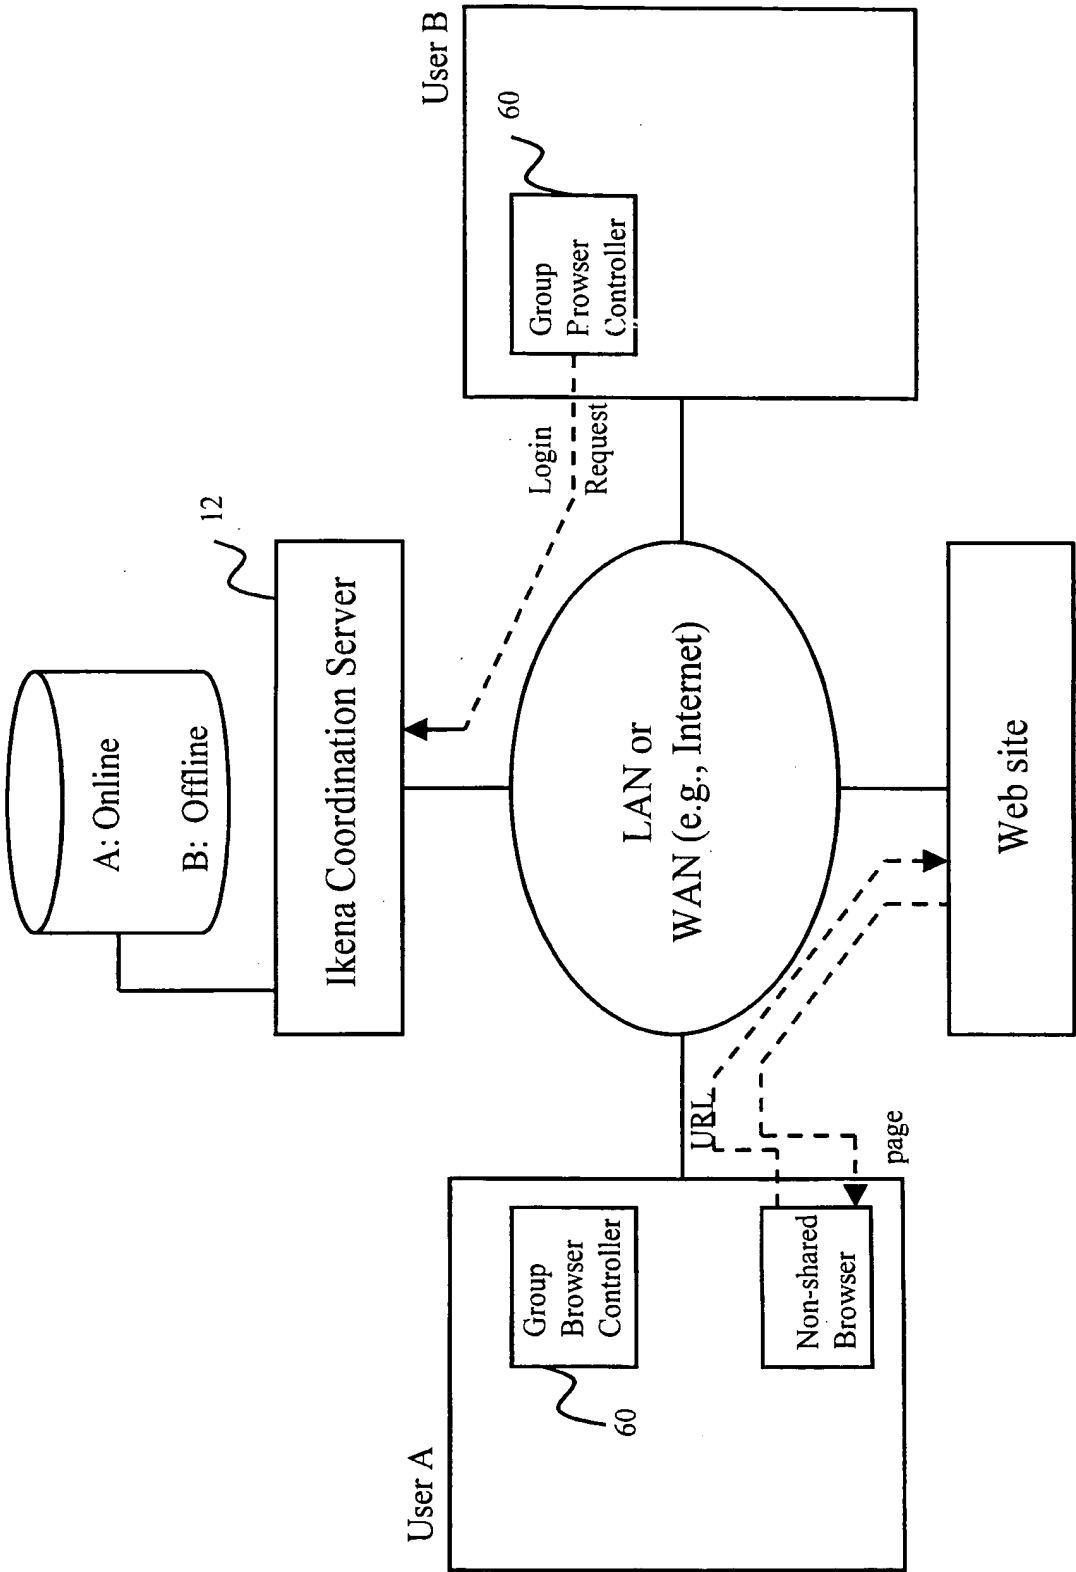 A: Online
B: Offline
12
Ikena Coordination Server
User A
User B
Group
Browser
Controller
60
Login
Request
Group
Prowser
Controller
60
LAN or
WAN (e.g., Internet)
URL
page
Non-shared
Browser
Web site